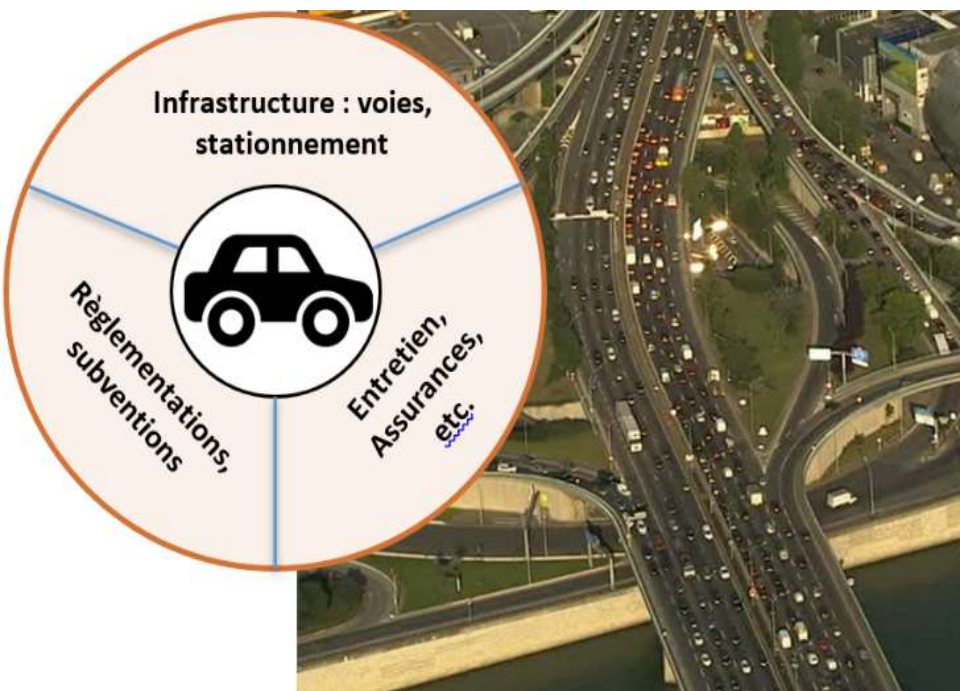 Infrastructure : voies,
stationnement
Règlementations,
subventions
Entretien,
Assurances,
etc.